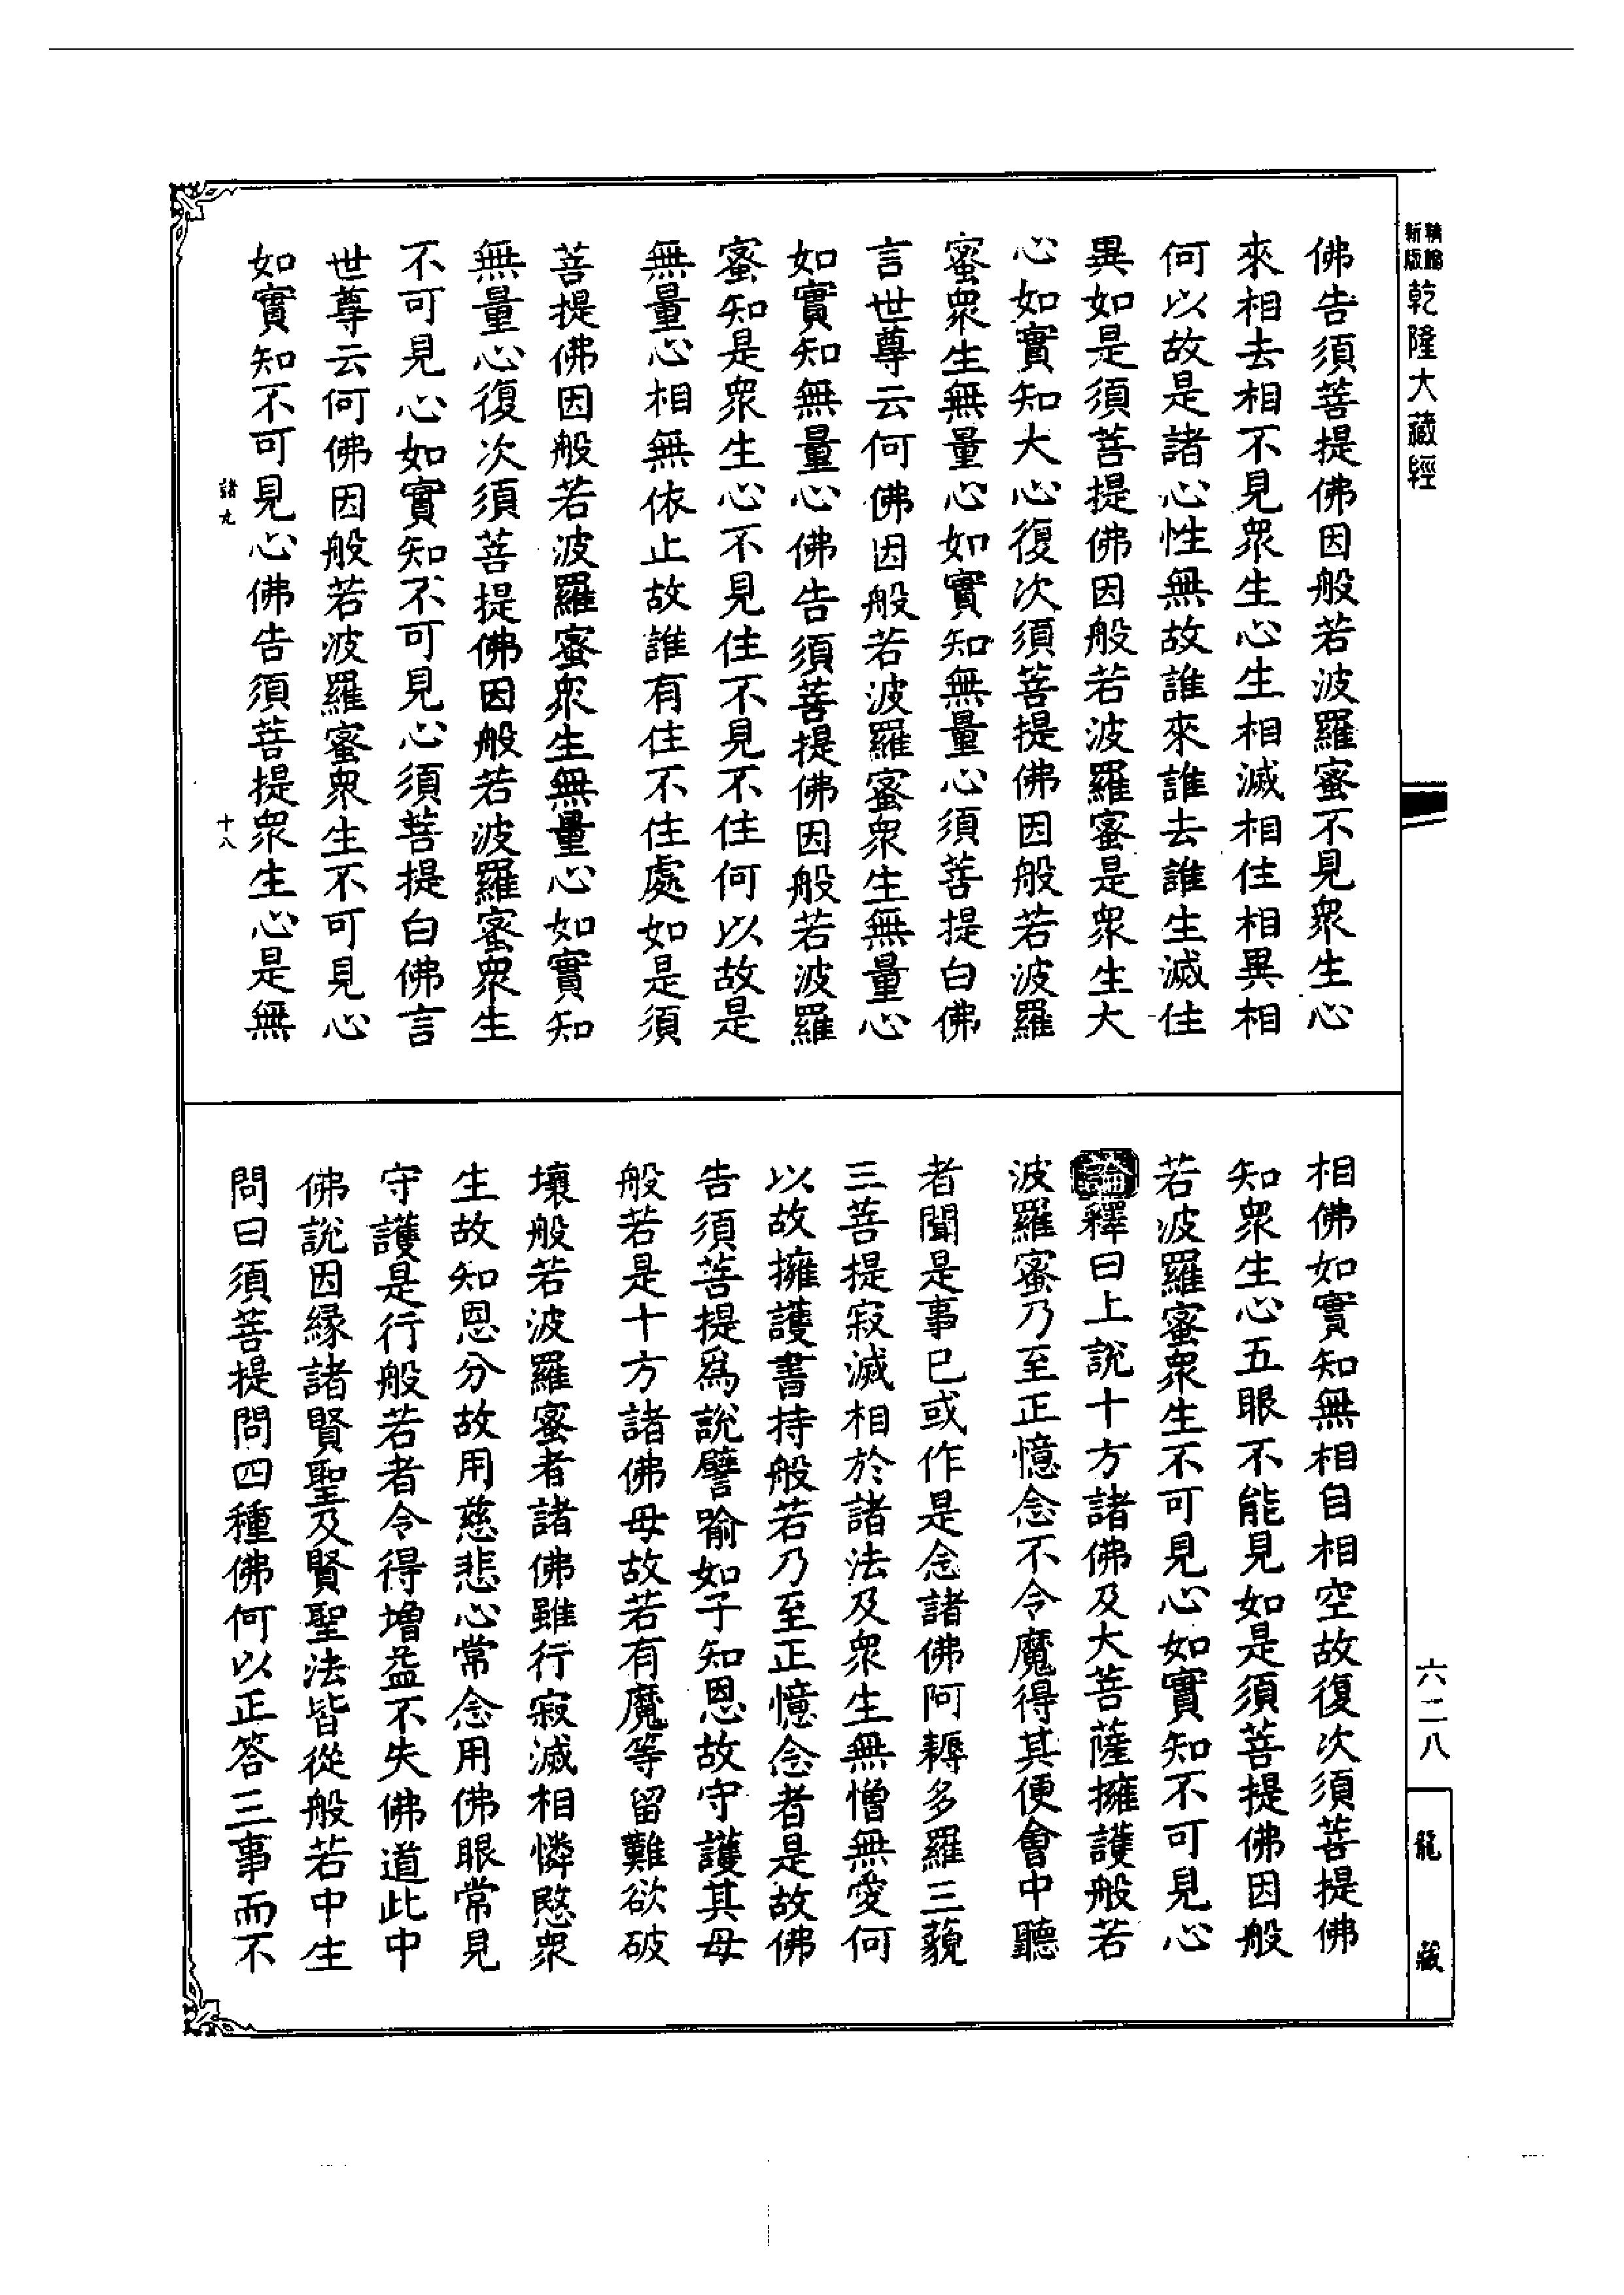 精縮
新版
乾隆大藏經
六二八
龍藏
佛告須菩提佛因般若波羅蜜不見眾生心
來相去相不見眾生心生相滅相住相異相
何以故是諸心性無故誰來誰去誰生滅住
異如是須菩提佛因般若波羅蜜是眾生大
心如實知大心復次須菩提佛因般若波羅
蜜眾生無量心如實知無量心須菩提白佛
言世尊云何佛因般若波羅蜜眾生無量心
如實知無量心佛告須菩提佛因般若波羅
蜜知是眾生心不見住不見不住何以故是
無量心相無依止故誰有住不住處如是須
菩提佛因般若波羅蜜眾生無量心如實知
無量心復次須菩提佛因般若波羅蜜眾生
不可見心如實知不可見心須菩提白佛言
世尊云何佛因般若波羅蜜眾生不可見心
如實知不可見心佛告須菩提眾生心是無
諸九
十八
相佛如實知無相自相空故復次須菩提佛
知眾生心五眼不能見如是須菩提佛因般
若波羅蜜眾生不可見心如實知不可見心
論釋曰上說十方諸佛及大菩薩擁護般若
波羅蜜乃至正憶念不令魔得其便會中聽
者聞是事已或作是念諸佛阿耨多羅三藐
三菩提寂滅相於諸法及眾生無憎無愛何
以故擁護書持般若乃至正憶念者是故佛
告須菩提為說譬喻如子知恩故守護其母
般若是十方諸佛母故若有魔等留難欲破
壞般若波羅蜜者諸佛雖行寂滅相憐愍眾
生故知恩分故用慈悲心常念用佛眼常見
守護是行般若者令得增益不失佛道此中
佛說因緣諸賢聖及賢聖法皆從般若中生
問曰須菩提問四種佛何以正答三事而不